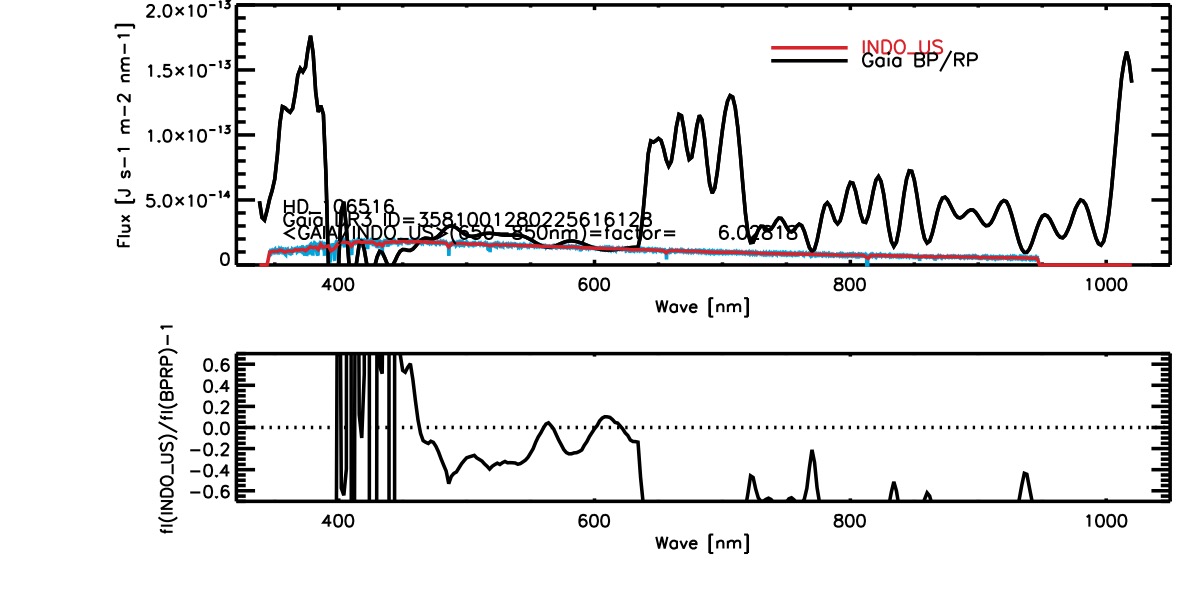 2.0×10⁻¹³
1.5×10⁻¹³
1.0×10⁻¹³
5.0×10⁻¹⁴
0
Flux [J s−1 m−2 nm−1]
INDO_US
Gaia BP/RP
HD_106516
Gaia DR3 ID=3581001280225616128
<GAIA/INDO_US>(650−850nm)=factor= 6.02818
400 600 800 1000
Wave [nm]
fl(INDO_US)/fl(BPRP)−1
0.6
0.4
0.2
0.0
−0.2
−0.4
−0.6
400 600 800 1000
Wave [nm]